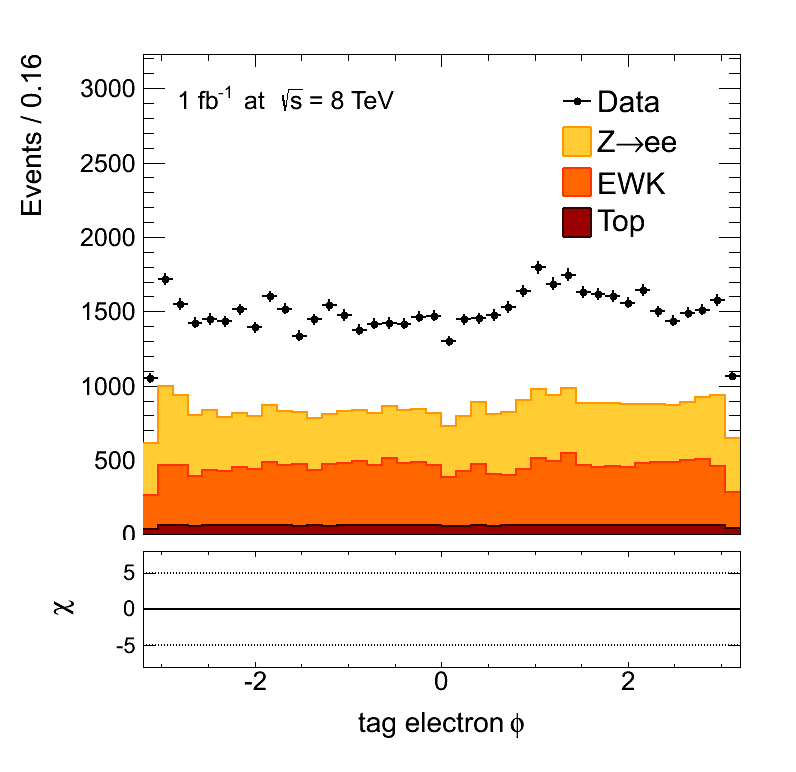 Events / 0.16
3000
2500
2000
1500
1000
500
0
1 fb-1 at √s = 8 TeV
Data
Z→ee
EWK
Top
χ
5
0
-5
-2
0
2
tag electron ϕ